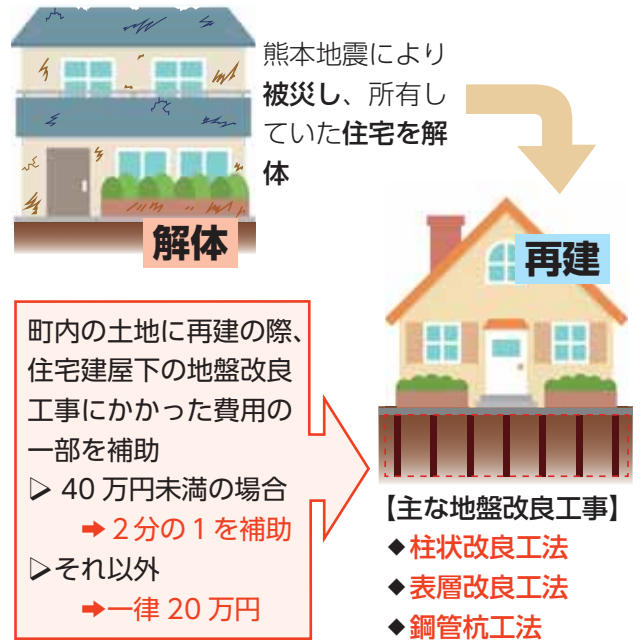 熊本地震により
被災し、所有し
ていた住宅を解
体
解体
再建
町内の土地に再建の際、
住宅建屋下の地盤改良
工事にかかった費用の
一部を補助
▷ 40 万円未満の場合
➡ 2分の1を補助
▷それ以外
➡一律 20 万円
【主な地盤改良工事】
◆柱状改良工法
◆表層改良工法
◆鋼管杭工法